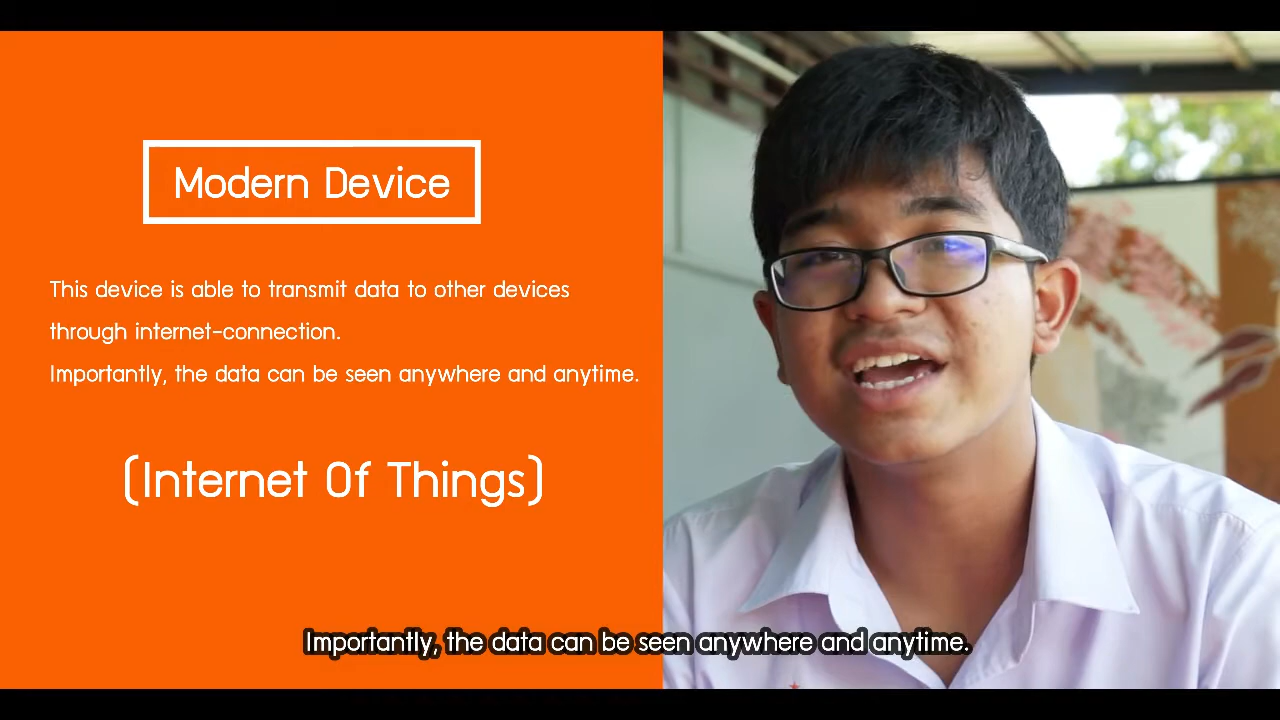 Modern Device
This device is able to transmit data to other devices
through internet-connection.
Importantly, the data can be seen anywhere and anytime.
(Internet Of Things)
Importantly, the data can be seen anywhere and anytime.